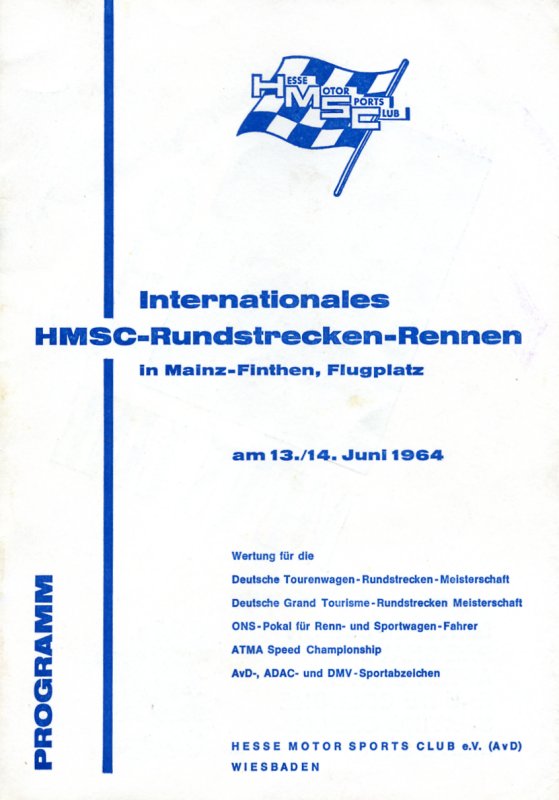 HESSE MOTOR SPORTS CLUB
Internationales
HMSC-Rundstrecken-Rennen
in Mainz-Finthen, Flugplatz
am 13./14. Juni 1964
Wertung für die
Deutsche Tourenwagen-Rundstrecken-Meisterschaft
Deutsche Grand Tourisme-Rundstrecken Meisterschaft
ONS-Pokal für Renn- und Sportwagen-Fahrer
ATMA Speed Championship
AvD-, ADAC- und DMV-Sportabzeichen
PROGRAMM
HESSE MOTOR SPORTS CLUB e.V. (AvD)
WIESBADEN